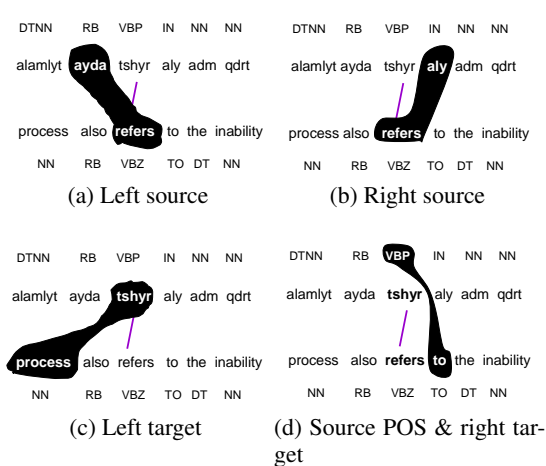 DTNN RB VBP IN NN NN
alamlyt ayda tshyr aly adm qdrt
process also refers to the inability
NN RB VBZ TO DT NN
(a) Left source
DTNN RB VBP IN NN NN
alamlyt ayda tshyr aly adm qdrt
process also refers to the inability
NN RB VBZ TO DT NN
(b) Right source
DTNN RB VBP IN NN NN
alamlyt ayda tshyr aly adm qdrt
process also refers to the inability
NN RB VBZ TO DT NN
(c) Left target
DTNN RB VBP IN NN NN
alamlyt ayda tshyr aly adm qdrt
process also refers to the inability
NN RB VBZ TO DT NN
(d) Source POS & right tar-
get